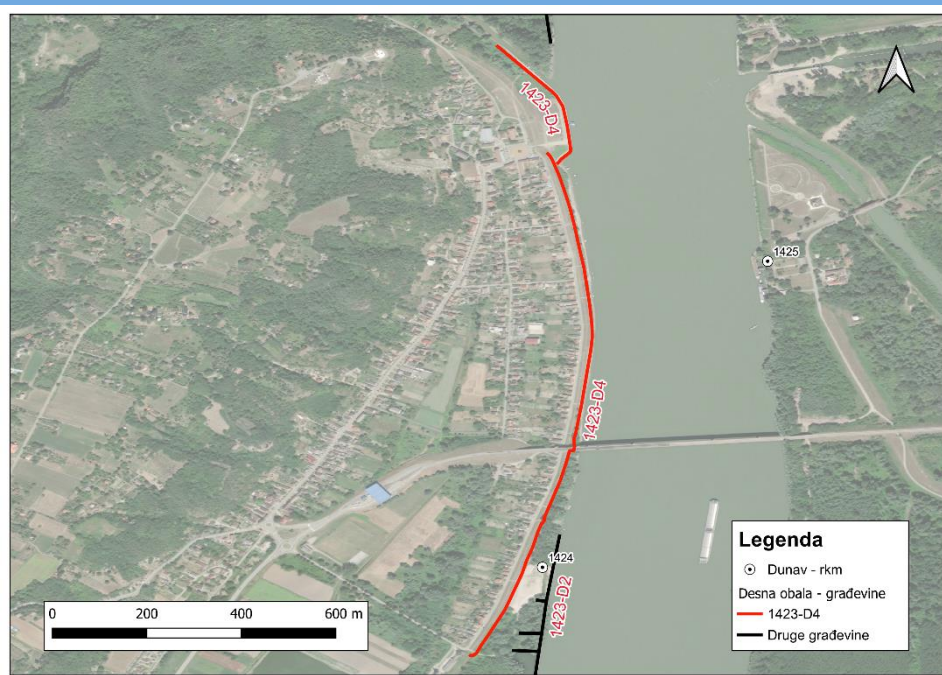 1423-D4
1425
1423-D4
1424
1423-D2
0 200 400 600 m
Legenda
Dunav - rkm
Desna obala - građevine
1423-D4
Druge građevine